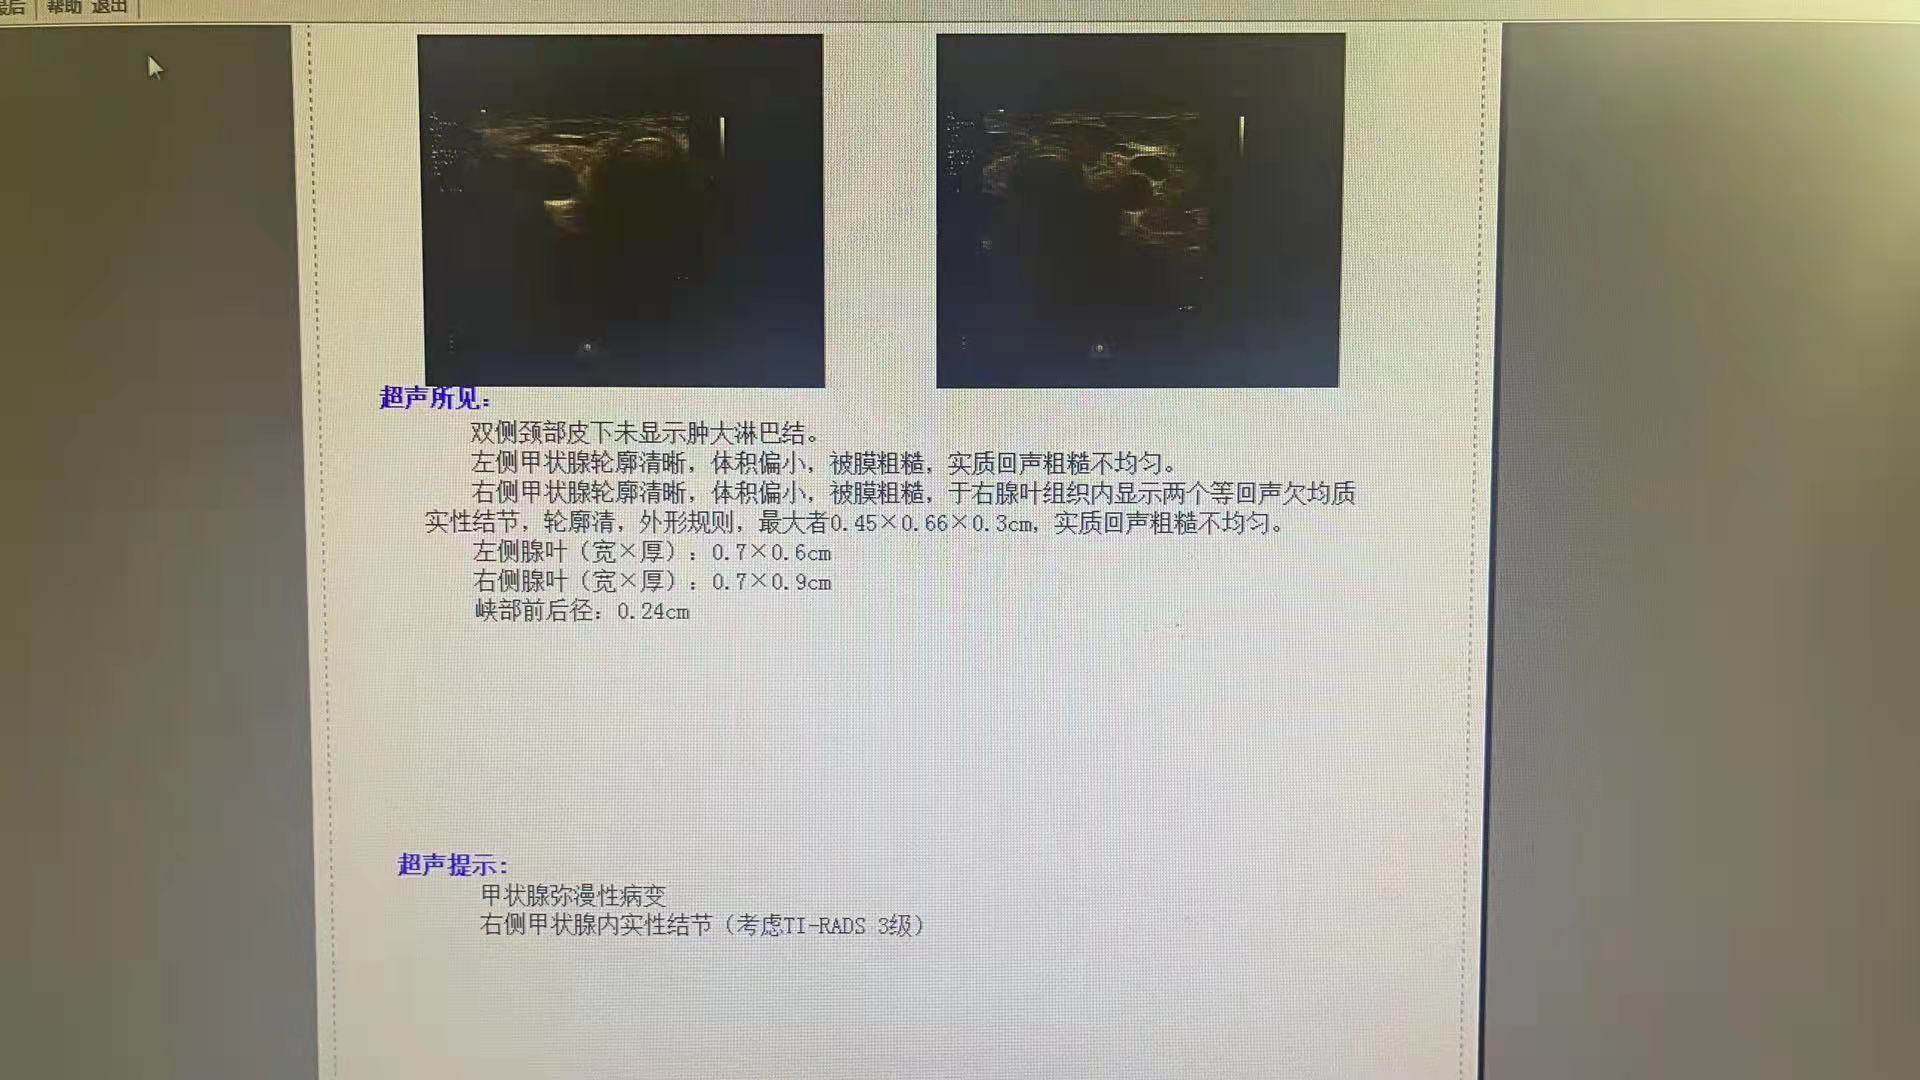 最后 帮助 退出
超声所见：
双侧颈部皮下未显示肿大淋巴结。
左侧甲状腺轮廓清晰，体积偏小，被膜粗糙，实质回声粗糙不均匀。
右侧甲状腺轮廓清晰，体积偏小，被膜粗糙，于右腺叶组织内显示两个等回声欠均质
实性结节，轮廓清，外形规则，最大者0.45×0.66×0.3cm，实质回声粗糙不均匀。
左侧腺叶（宽×厚）：0.7×0.6cm
右侧腺叶（宽×厚）：0.7×0.9cm
峡部前后径：0.24cm
超声提示：
甲状腺弥漫性病变
右侧甲状腺内实性结节（考虑TI-RADS 3级）